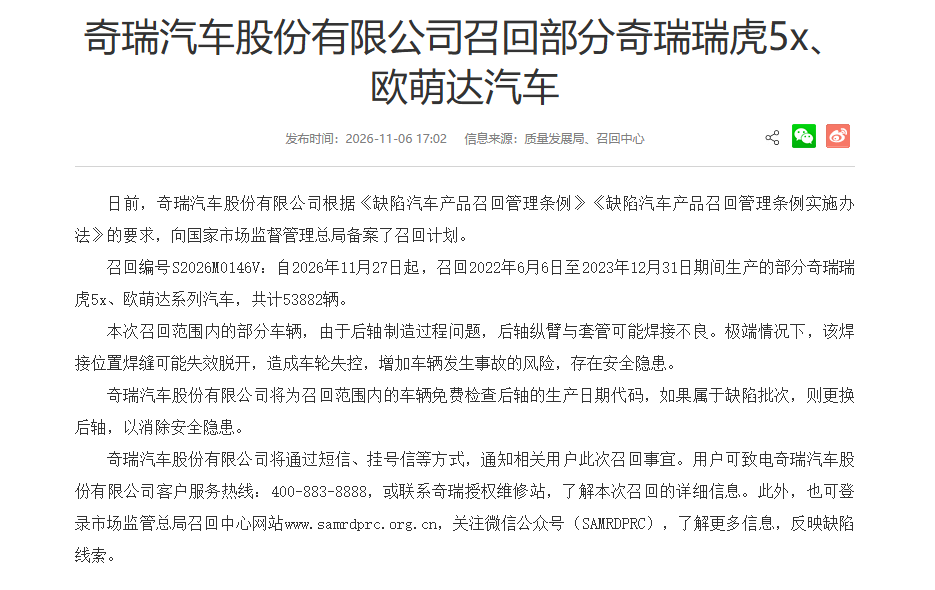 奇瑞汽车股份有限公司召回部分奇瑞瑞虎5x、
欧萌达汽车
发布时间：2026-11-06 17:02 信息来源：质量发展局、召回中心
日前，奇瑞汽车股份有限公司根据《缺陷汽车产品召回管理条例》《缺陷汽车产品召回管理条例实施办
法》的要求，向国家市场监督管理总局备案了召回计划。
召回编号S2026M0146V：自2026年11月27日起，召回2022年6月6日至2023年12月31日期间生产的部分奇瑞瑞
虎5x、欧萌达系列汽车，共计53882辆。
本次召回范围内的部分车辆，由于后轴制造过程问题，后轴纵臂与套管可能焊接不良。极端情况下，该焊
接位置焊缝可能失效脱开，造成车轮失控，增加车辆发生事故的风险，存在安全隐患。
奇瑞汽车股份有限公司将为召回范围内的车辆免费检查后轴的生产日期代码，如果属于缺陷批次，则更换
后轴，以消除安全隐患。
奇瑞汽车股份有限公司将通过短信、挂号信等方式，通知相关用户此次召回事宜。用户可致电奇瑞汽车股
份有限公司客户服务热线：400-883-8888，或联系奇瑞授权维修站，了解本次召回的详细信息。此外，也可登
录市场监管总局召回中心网站www.samrdprc.org.cn，关注微信公众号（SAMRDPRC），了解更多信息，反映缺陷
线索。